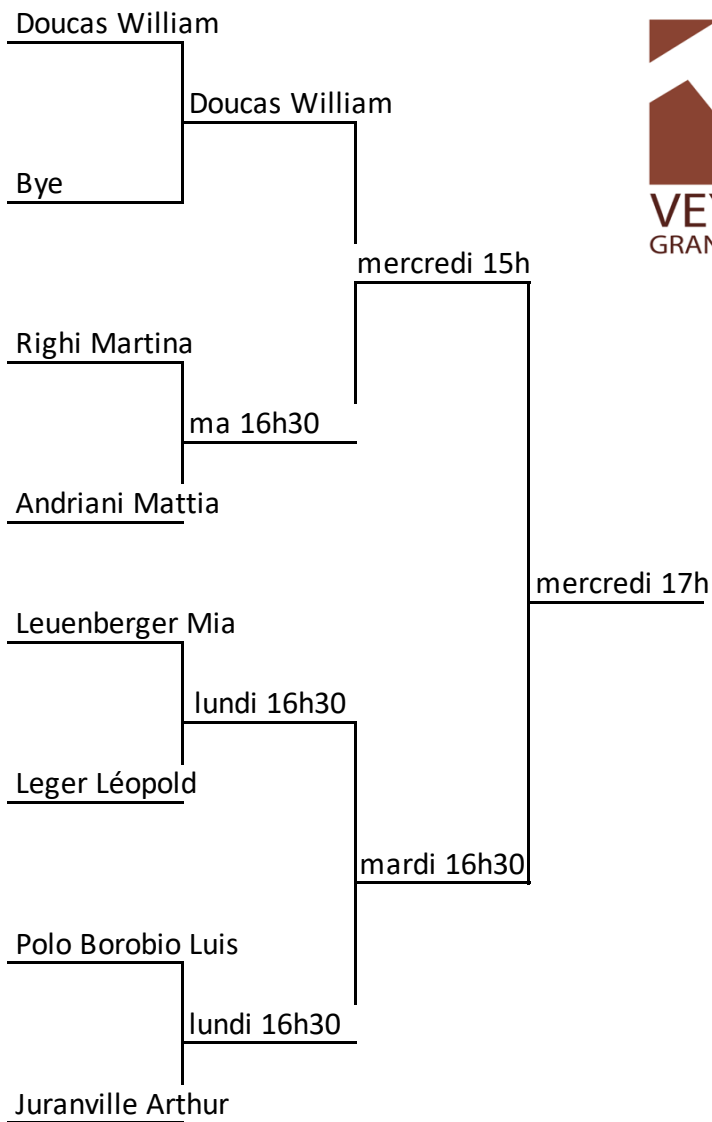 Doucas William
Doucas William
Bye
mercredi 15h
Righi Martina
ma 16h30
Andriani Mattia
mercredi 17h
Leuenberger Mia
lundi 16h30
Leger Léopold
mardi 16h30
Polo Borobio Luis
lundi 16h30
Juranville Arthur